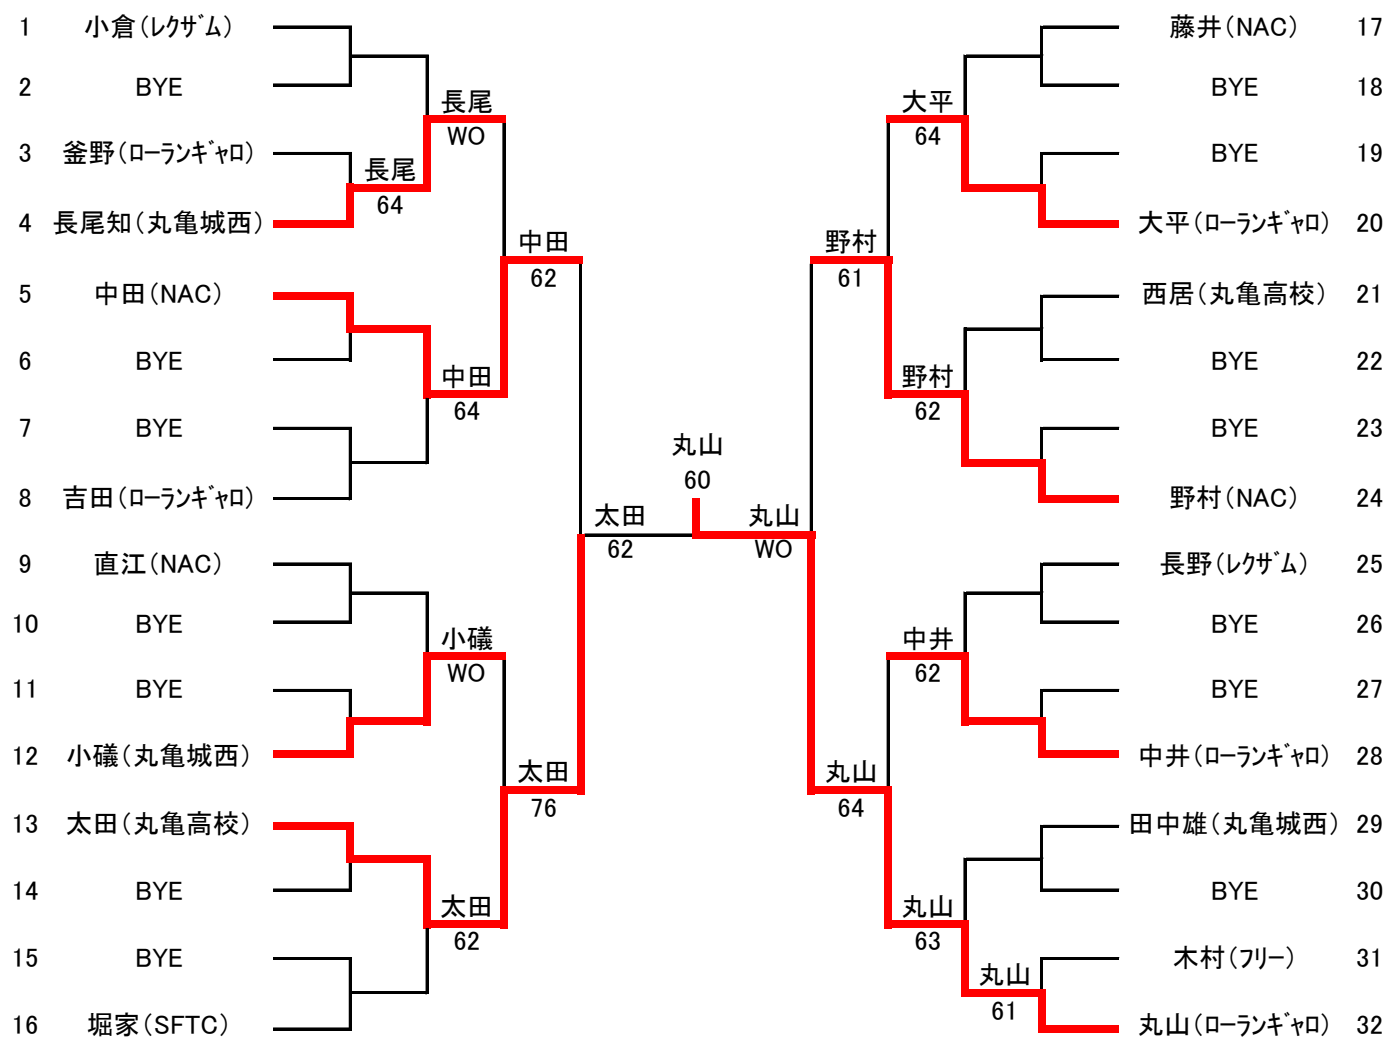 1 小倉（ﾚｸｻﾞﾑ）
2 BYE
3 釜野（ﾛｰﾗﾝｷﾞｬﾛ）
4 長尾知（丸亀城西）
5 中田（NAC）
6 BYE
7 BYE
8 吉田（ﾛｰﾗﾝｷﾞｬﾛ）
9 直江（NAC）
10 BYE
11 BYE
12 小礒（丸亀城西）
13 太田（丸亀高校）
14 BYE
15 BYE
16 堀家（SFTC）
長尾
64
長尾
WO
中田
64
小礒
WO
太田
62
中田
62
太田
76
太田
62
丸山
60
丸山
WO
野村
61
丸山
64
大平
64
野村
62
中井
62
丸山
63
丸山
61
藤井（NAC） 17
BYE 18
BYE 19
大平（ﾛｰﾗﾝｷﾞｬﾛ） 20
西居（丸亀高校） 21
BYE 22
BYE 23
野村（NAC） 24
長野（ﾚｸｻﾞﾑ） 25
BYE 26
BYE 27
中井（ﾛｰﾗﾝｷﾞｬﾛ） 28
田中雄（丸亀城西） 29
BYE 30
木村（ﾌﾘｰ） 31
丸山（ﾛｰﾗﾝｷﾞｬﾛ） 32